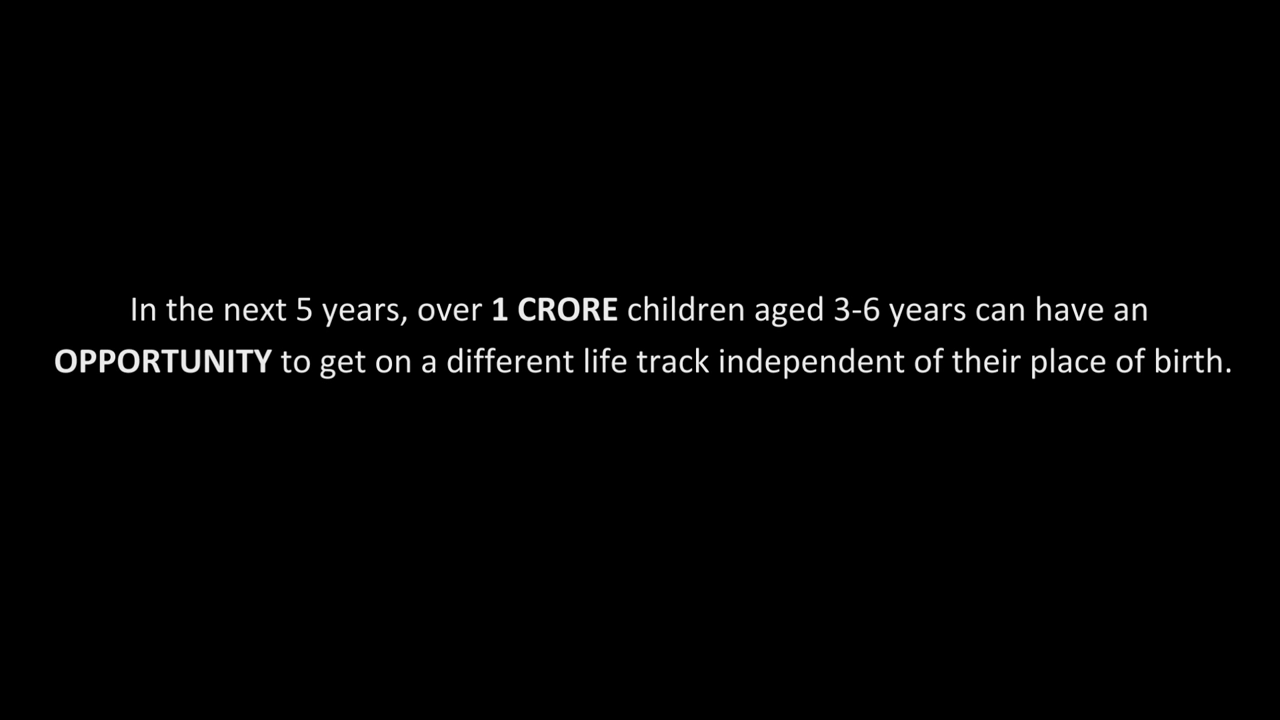 In the next 5 years, over 1 CRORE children aged 3-6 years can have an
OPPORTUNITY to get on a different life track independent of their place of birth.